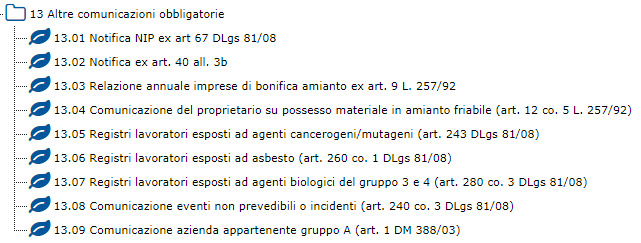 13 Altre comunicazioni obbligatorie
13.01 Notifica NIP ex art 67 DLgs 81/08
13.02 Notifica ex art. 40 all. 3b
13.03 Relazione annuale imprese di bonifica amianto ex art. 9 L. 257/92
13.04 Comunicazione del proprietario su possesso materiale in amianto friabile (art. 12 co. 5 L. 257/92)
13.05 Registri lavoratori esposti ad agenti cancerogeni/mutageni (art. 243 DLgs 81/08)
13.06 Registri lavoratori esposti ad asbesto (art. 260 co. 1 DLgs 81/08)
13.07 Registri lavoratori esposti ad agenti biologici del gruppo 3 e 4 (art. 280 co. 3 DLgs 81/08)
13.08 Comunicazione eventi non prevedibili o incidenti (art. 240 co. 3 DLgs 81/08)
13.09 Comunicazione azienda appartenente gruppo A (art. 1 DM 388/03)